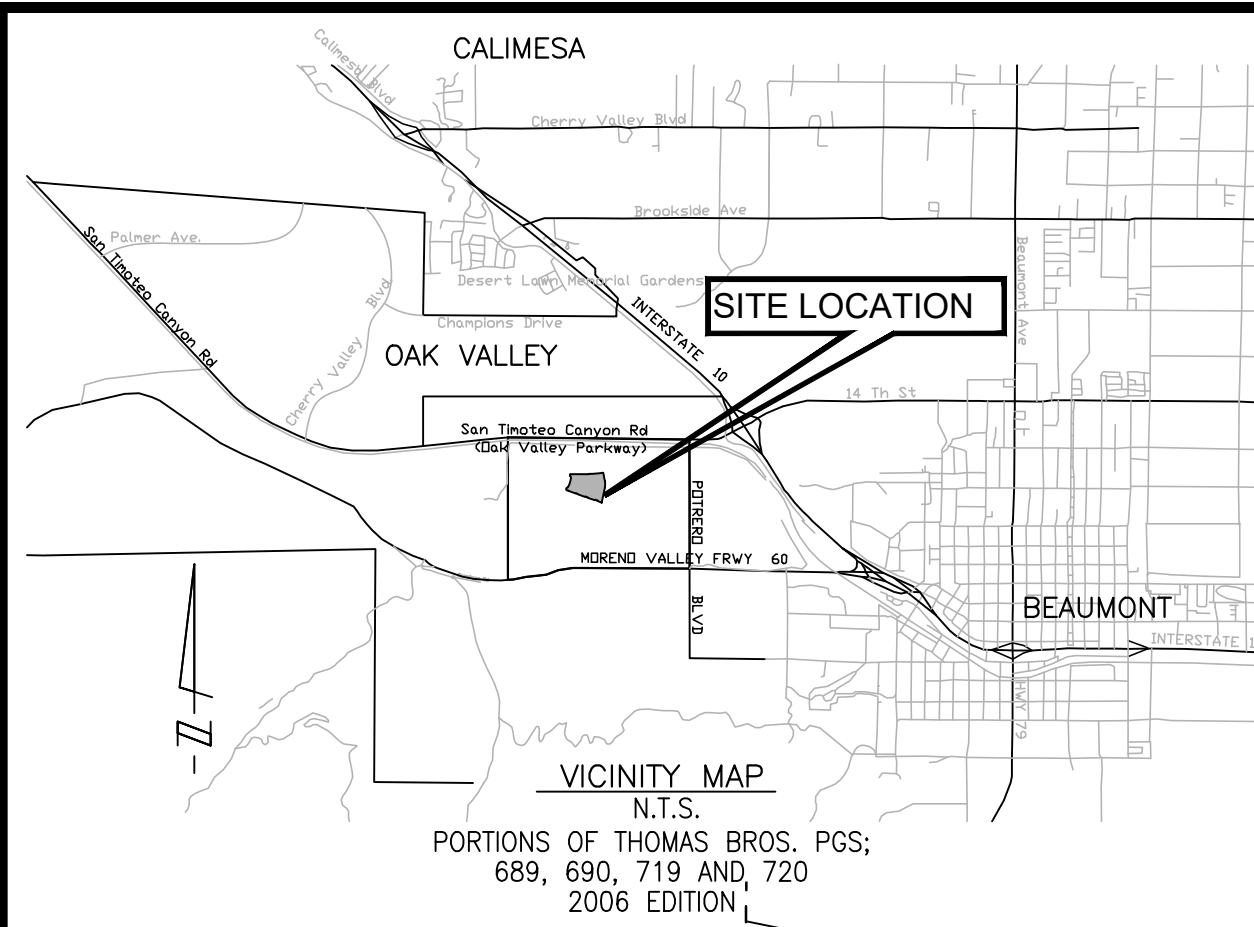 CALIMESA
Calimesa Blvd
Cherry Valley Blvd
Brookside Ave
Palmer Ave.
San Timoteo Canyon Rd
Beaumont Ave
Desert Lawn Memorial Gardens
SITE LOCATION
INTERSTATE 10
Champions Drive
Cherry Valley Blvd
OAK VALLEY
14 Th St
San Timoteo Canyon Rd
(Oak Valley Parkway)
POTRERO BLVD
MORENO VALLEY FRWY 60
BEAUMONT
INTERSTATE 1
HWY 79
N
VICINITY MAP
N.T.S.
PORTIONS OF THOMAS BROS. PGS;
689, 690, 719 AND 720
2006 EDITION